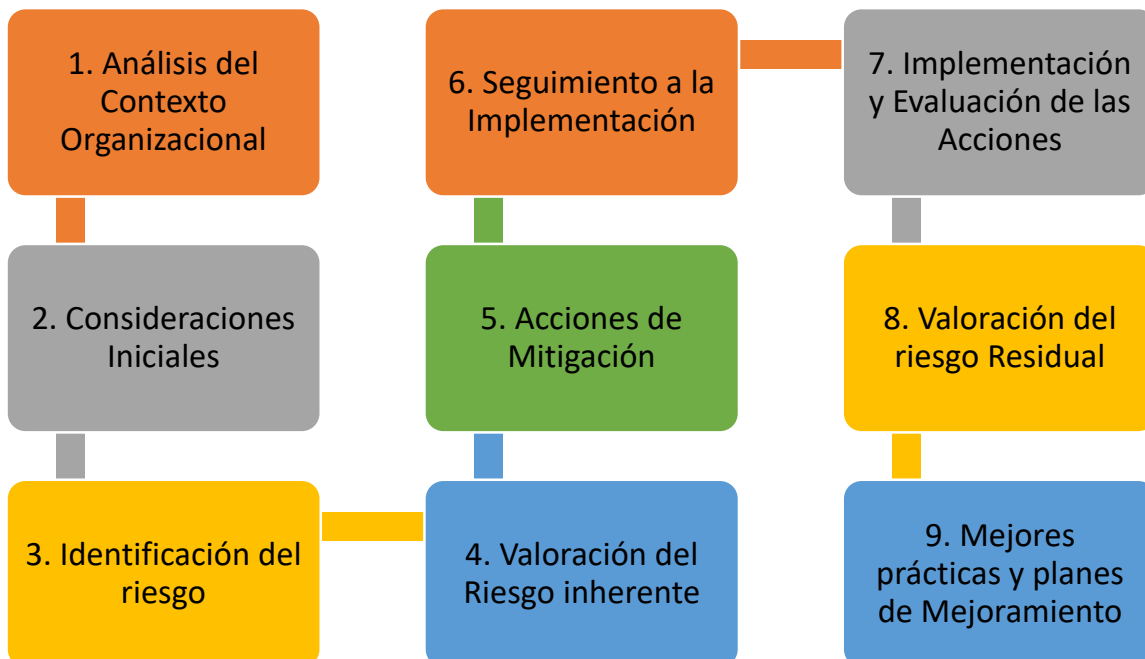 1. Análisis del
Contexto
Organizacional
2. Consideraciones
Iniciales
3. Identificación del
riesgo
4. Valoración del
Riesgo inherente
5. Acciones de
Mitigación
6. Seguimiento a la
Implementación
7. Implementación
y Evaluación de las
Acciones
8. Valoración del
riesgo Residual
9. Mejores
prácticas y planes
de Mejoramiento